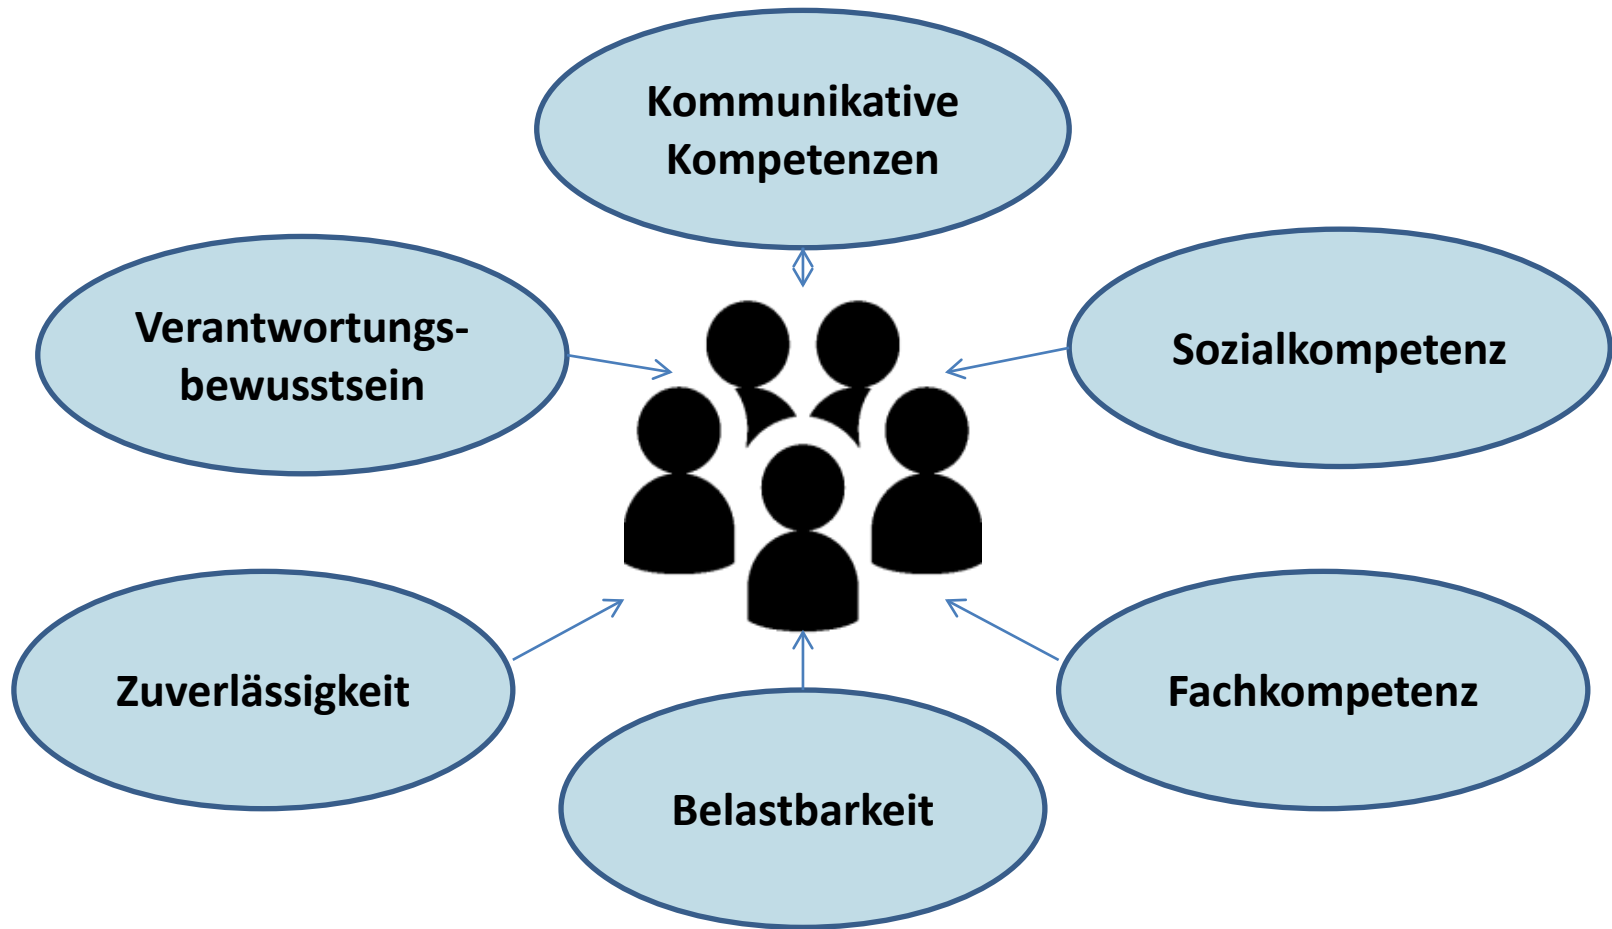 Kommunikative
Kompetenzen
Verantwortungs-
bewusstsein
Sozialkompetenz
Zuverlässigkeit
Fachkompetenz
Belastbarkeit